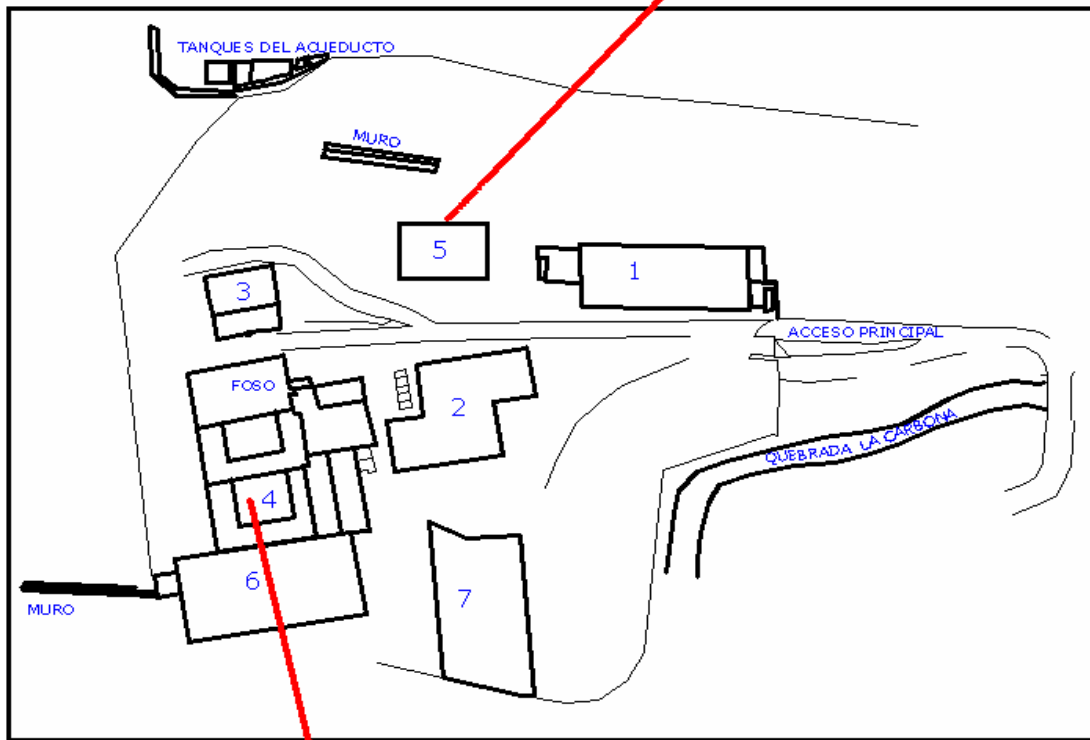 TANQUES DEL ACUEDUCTO
MURO
5
1
3
ACCESO PRINCIPAL
FOSO
2
QUEBRADA LA CARBONA
4
6
7
MURO